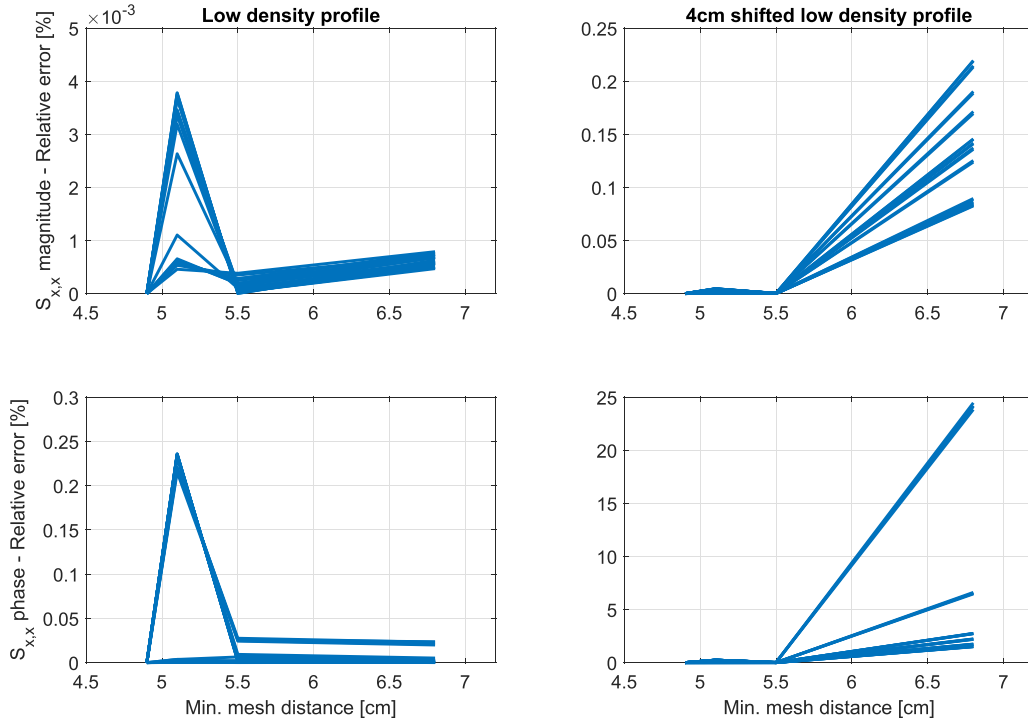 Low density profile
×10⁻³
5
4
3
2
1
0
S_{x,x} magnitude - Relative error [%]
4.5 5 5.5 6 6.5 7
4cm shifted low density profile
0.25
0.2
0.15
0.1
0.05
0
4.5 5 5.5 6 6.5 7
0.3
0.25
0.2
0.15
0.1
0.05
0
S_{x,x} phase - Relative error [%]
4.5 5 5.5 6 6.5 7
Min. mesh distance [cm]
25
20
15
10
5
0
4.5 5 5.5 6 6.5 7
Min. mesh distance [cm]